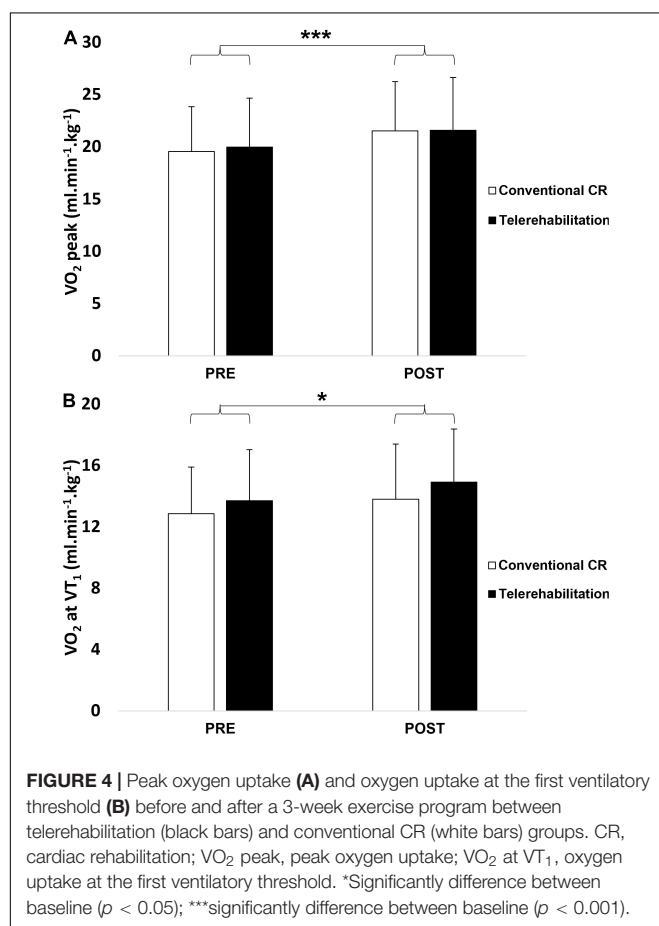 A
***
30
25
20
15
10
5
0
VO₂ peak (ml.min⁻¹.kg⁻¹)
Conventional CR
Telerehabilitation
PRE
POST
B
*
20
16
12
8
4
0
VO₂ at VT₁ (ml.min⁻¹.kg⁻¹)
Conventional CR
Telerehabilitation
PRE
POST
FIGURE 4 | Peak oxygen uptake (A) and oxygen uptake at the first ventilatory
threshold (B) before and after a 3-week exercise program between
telerehabilitation (black bars) and conventional CR (white bars) groups. CR,
cardiac rehabilitation; VO₂ peak, peak oxygen uptake; VO₂ at VT₁, oxygen
uptake at the first ventilatory threshold. *Significantly difference between
baseline (p < 0.05); ***significantly difference between baseline (p < 0.001).